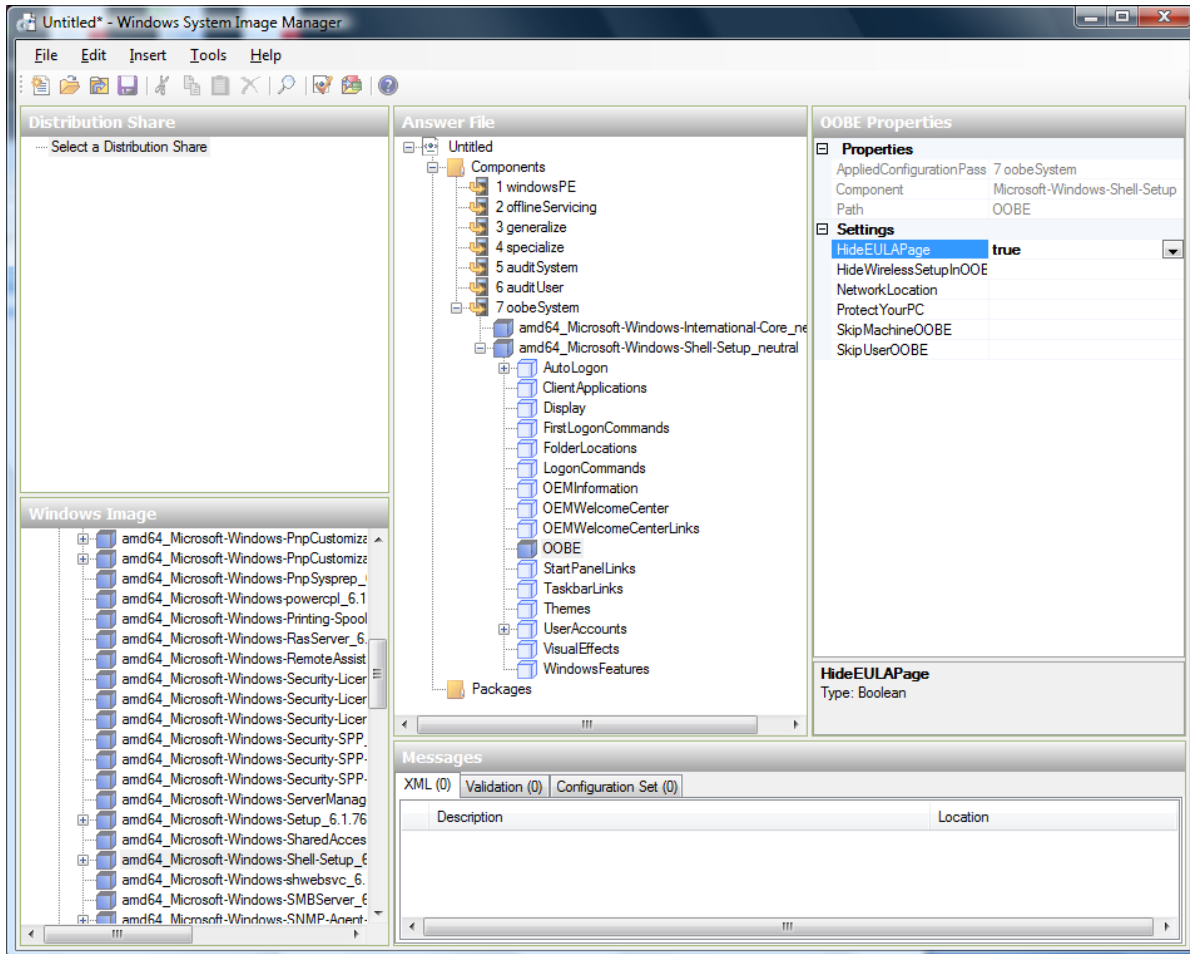 Untitled* - Windows System Image Manager
File Edit Insert Tools Help
Distribution Share
Select a Distribution Share
Windows Image
amd64_Microsoft-Windows-PnpCustomiza
amd64_Microsoft-Windows-PnpCustomiza
amd64_Microsoft-Windows-PnpSysprep_
amd64_Microsoft-Windows-powercpl_6.1
amd64_Microsoft-Windows-Printing-Spool
amd64_Microsoft-Windows-RasServer_6.
amd64_Microsoft-Windows-RemoteAssist
amd64_Microsoft-Windows-Security-Licer
amd64_Microsoft-Windows-Security-Licer
amd64_Microsoft-Windows-Security-Licer
amd64_Microsoft-Windows-Security-SPP_
amd64_Microsoft-Windows-Security-SPP-
amd64_Microsoft-Windows-Security-SPP-
amd64_Microsoft-Windows-ServerManag
amd64_Microsoft-Windows-Setup_6.1.76
amd64_Microsoft-Windows-SharedAcces
amd64_Microsoft-Windows-Shell-Setup_6
amd64_Microsoft-Windows-shwebsvc_6.
amd64_Microsoft-Windows-SMBServer_6
amd64_Microsoft-Windows-SNMP-Agent-
Answer File
Untitled
Components
1 windowsPE
2 offlineServicing
3 generalize
4 specialize
5 auditSystem
6 auditUser
7 oobeSystem
amd64_Microsoft-Windows-International-Core_ne
amd64_Microsoft-Windows-Shell-Setup_neutral
AutoLogon
ClientApplications
Display
FirstLogonCommands
FolderLocations
LogonCommands
OEMInformation
OEMWelcomeCenter
OEMWelcomeCenterLinks
OOBE
StartPanelLinks
TaskbarLinks
Themes
UserAccounts
VisualEffects
WindowsFeatures
Packages
OOBE Properties
Properties
AppliedConfigurationPass 7 oobeSystem
Component Microsoft-Windows-Shell-Setup
Path OOBE
Settings
HideEULAPage true
HideWirelessSetupInOOE
NetworkLocation
ProtectYourPC
SkipMachineOOBE
SkipUserOOBE
HideEULAPage
Type: Boolean
Messages
XML (0) Validation (0) Configuration Set (0)
Description Location